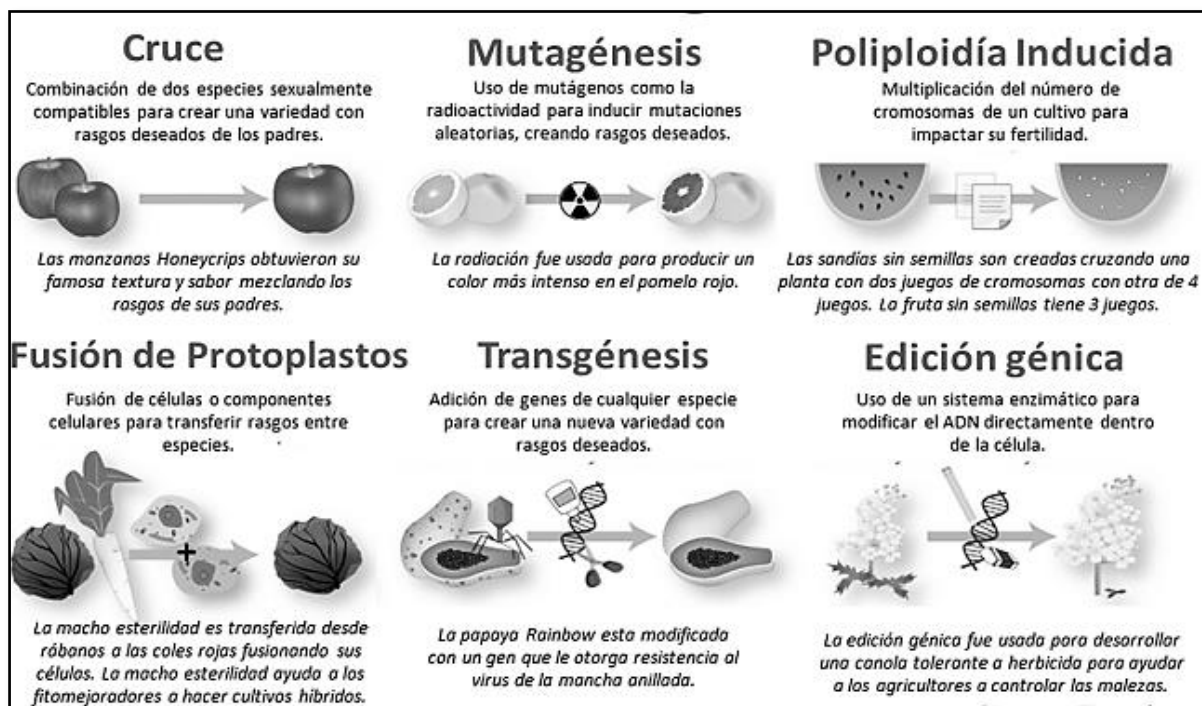 Cruce
Combinación de dos especies sexualmente
compatibles para crear una variedad con
rasgos deseados de los padres.
Las manzanas Honeycrips obtuvieron su
famosa textura y sabor mezclando los
rasgos de sus padres.
Mutagénesis
Uso de mutágenos como la
radioactividad para inducir mutaciones
aleatorias, creando rasgos deseados.
La radiación fue usada para producir un
color más intenso en el pomelo rojo.
Poliploidía Inducida
Multiplicación del número de
cromosomas de un cultivo para
impactar su fertilidad.
Las sandías sin semillas son creadas cruzando una
planta con dos juegos de cromosomas con otra de 4
juegos. La fruta sin semillas tiene 3 juegos.
Fusión de Protoplastos
Fusión de células o componentes
celulares para transferir rasgos entre
especies.
+
La macho esterilidad es transferida desde
rábanos a las coles rojas fusionando sus
células. La macho esterilidad ayuda a los
fitomejoradores a hacer cultivos híbridos.
Transgénesis
Adición de genes de cualquier especie
para crear una nueva variedad con
rasgos deseados.
La papaya Rainbow esta modificada
con un gen que le otorga resistencia al
virus de la mancha anillada.
Edición génica
Uso de un sistema enzimático para
modificar el ADN directamente dentro
de la célula.
La edición génica fue usada para desarrollar
una canola tolerante a herbicida para ayudar
a los agricultores a controlar las malezas.